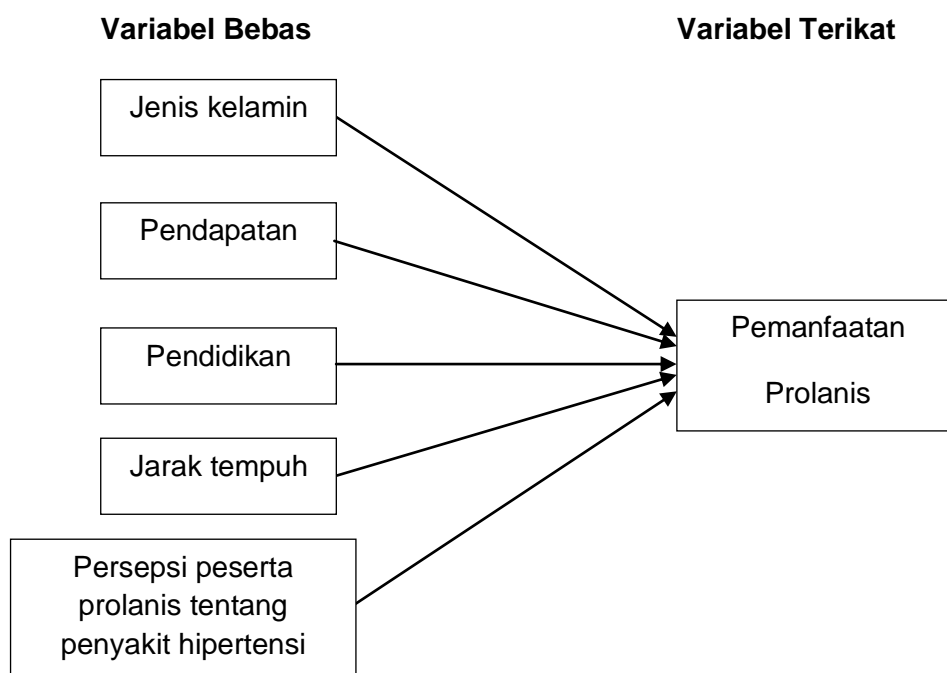 Variabel Bebas
Variabel Terikat
Jenis kelamin
Pendapatan
Pendidikan
Jarak tempuh
Persepsi peserta
prolanis tentang
penyakit hipertensi
Pemanfaatan
Prolanis